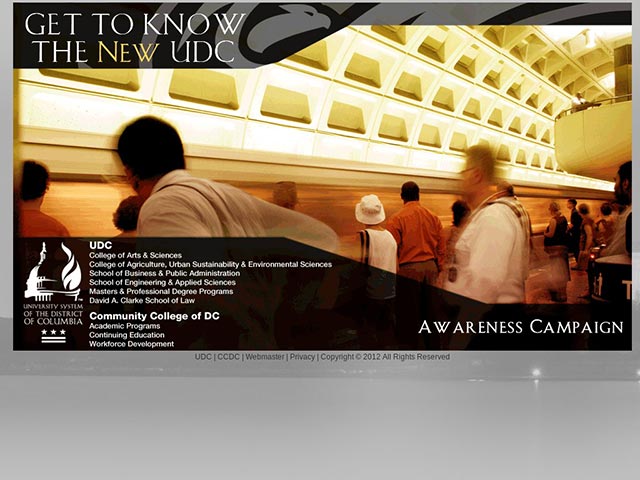 GET TO KNOW
THE NEW UDC
UDC
College of Arts & Sciences
College of Agriculture, Urban Sustainability & Environmental Sciences
School of Business & Public Administration
School of Engineering & Applied Sciences
Masters & Professional Degree Programs
David A. Clarke School of Law
Community College of DC
Academic Programs
Continuing Education
Workforce Development
UNIVERSITY SYSTEM
OF THE DISTRICT
OF COLUMBIA
AWARENESS CAMPAIGN
T
UDC | CCDC | Webmaster | Privacy | Copyright © 2012 All Rights Reserved